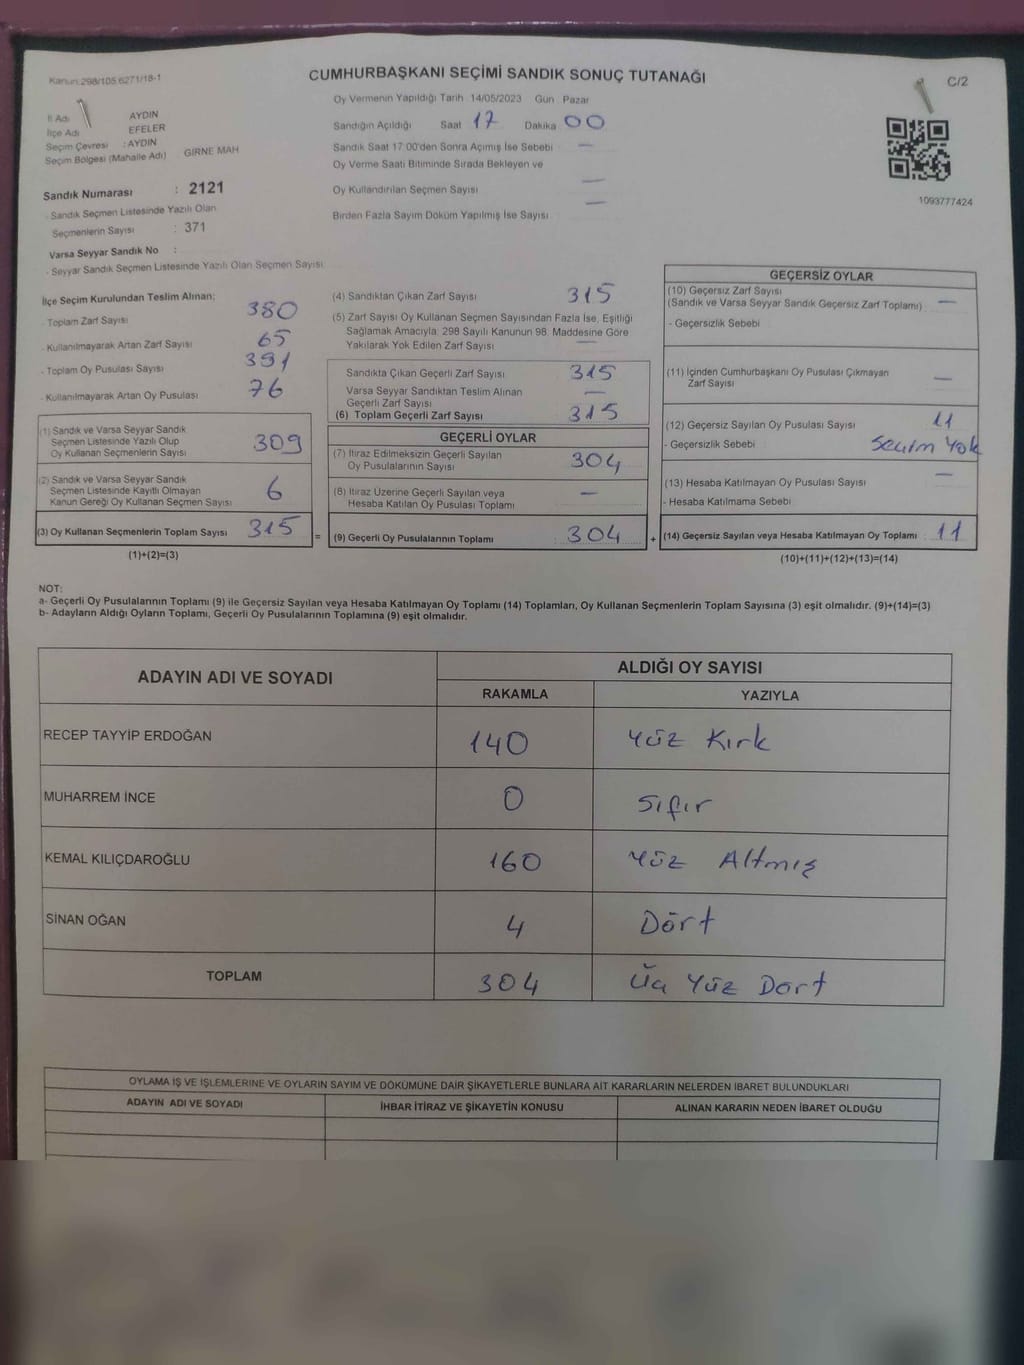 Kanun:298/105,6271/18-1
CUMHURBAŞKANI SEÇİMİ SANDIK SONUÇ TUTANAĞI
C/2
Oy Vermenin Yapıldığı Tarih 14/05/2023 Gün Pazar
İl Adı AYDIN
İlçe Adı EFELER
Seçim Çevresi : AYDIN
Seçim Bölgesi (Mahalle Adı) GİRNE MAH
Sandığın Açıldığı Saat 17 Dakika 00
Sandık Saat 17:00'den Sonra Açımış İse Sebebi —
Oy Verme Saati Bitiminde Sırada Bekleyen ve
Oy Kullandırılan Seçmen Sayısı —
Birden Fazla Sayım Döküm Yapılmış İse Sayısı —
1093777424
Sandık Numarası : 2121
- Sandık Seçmen Listesinde Yazılı Olan
Seçmenlerin Sayısı : 371
Varsa Seyyar Sandık No :
- Seyyar Sandık Seçmen Listesinde Yazılı Olan Seçmen Sayısı:
İlçe Seçim Kurulundan Teslim Alınan:
- Toplam Zarf Sayısı 380
- Kullanılmayarak Artan Zarf Sayısı 65
- Toplam Oy Pusulası Sayısı 391
- Kullanılmayarak Artan Oy Pusulası 76
(1) Sandık ve Varsa Seyyar Sandık
Seçmen Listesinde Yazılı Olup
Oy Kullanan Seçmenlerin Sayısı 309
(2) Sandık ve Varsa Seyyar Sandık
Seçmen Listesinde Kayıtlı Olmayan
Kanun Gereği Oy Kullanan Seçmen Sayısı 6
(3) Oy Kullanan Seçmenlerin Toplam Sayısı 315 =
(1)+(2)=(3)
(4) Sandıktan Çıkan Zarf Sayısı 315
(5) Zarf Sayısı Oy Kullanan Seçmen Sayısından Fazla İse, Eşitliği
Sağlamak Amacıyla, 298 Sayılı Kanunun 98. Maddesine Göre
Yakılarak Yok Edilen Zarf Sayısı —
Sandıkta Çıkan Geçerli Zarf Sayısı 315
Varsa Seyyar Sandıktan Teslim Alınan
Geçerli Zarf Sayısı —
(6) Toplam Geçerli Zarf Sayısı 315
GEÇERLİ OYLAR
(7) İtiraz Edilmeksizin Geçerli Sayılan
Oy Pusulalarının Sayısı 304
(8) İtiraz Üzerine Geçerli Sayılan veya
Hesaba Katılan Oy Pusulası Toplamı —
(9) Geçerli Oy Pusulalarının Toplamı : 304 +
GEÇERSİZ OYLAR
(10) Geçersiz Zarf Sayısı
(Sandık ve Varsa Seyyar Sandık Geçersiz Zarf Toplamı) —
- Geçersizlik Sebebi
(11) İçinden Cumhurbaşkanı Oy Pusulası Çıkmayan
Zarf Sayısı —
(12) Geçersiz Sayılan Oy Pusulası Sayısı 11
- Geçersizlik Sebebi : Seçim Yok
(13) Hesaba Katılmayan Oy Pusulası Sayısı —
- Hesaba Katılmama Sebebi
(14) Geçersiz Sayılan veya Hesaba Katılmayan Oy Toplamı : 11
(10)+(11)+(12)+(13)=(14)
NOT:
a- Geçerli Oy Pusulalarının Toplamı (9) ile Geçersiz Sayılan veya Hesaba Katılmayan Oy Toplamı (14) Toplamları, Oy Kullanan Seçmenlerin Toplam Sayısına (3) eşit olmalıdır. (9)+(14)=(3)
b- Adayların Aldığı Oyların Toplamı, Geçerli Oy Pusulalarının Toplamına (9) eşit olmalıdır.
ADAYIN ADI VE SOYADI ALDIĞI OY SAYISI
RAKAMLA YAZIYLA
RECEP TAYYİP ERDOĞAN 140 Yüz Kırk
MUHARREM İNCE 0 Sıfır
KEMAL KILIÇDAROĞLU 160 Yüz Altmış
SİNAN OĞAN 4 Dört
TOPLAM 304 Üç Yüz Dört
OYLAMA İŞ VE İŞLEMLERİNE VE OYLARIN SAYIM VE DÖKÜMÜNE DAİR ŞİKAYETLERLE BUNLARA AİT KARARLARIN NELERDEN İBARET BULUNDUKLARI
ADAYIN ADI VE SOYADI İHBAR İTİRAZ VE ŞİKAYETİN KONUSU ALINAN KARARIN NEDEN İBARET OLDUĞU